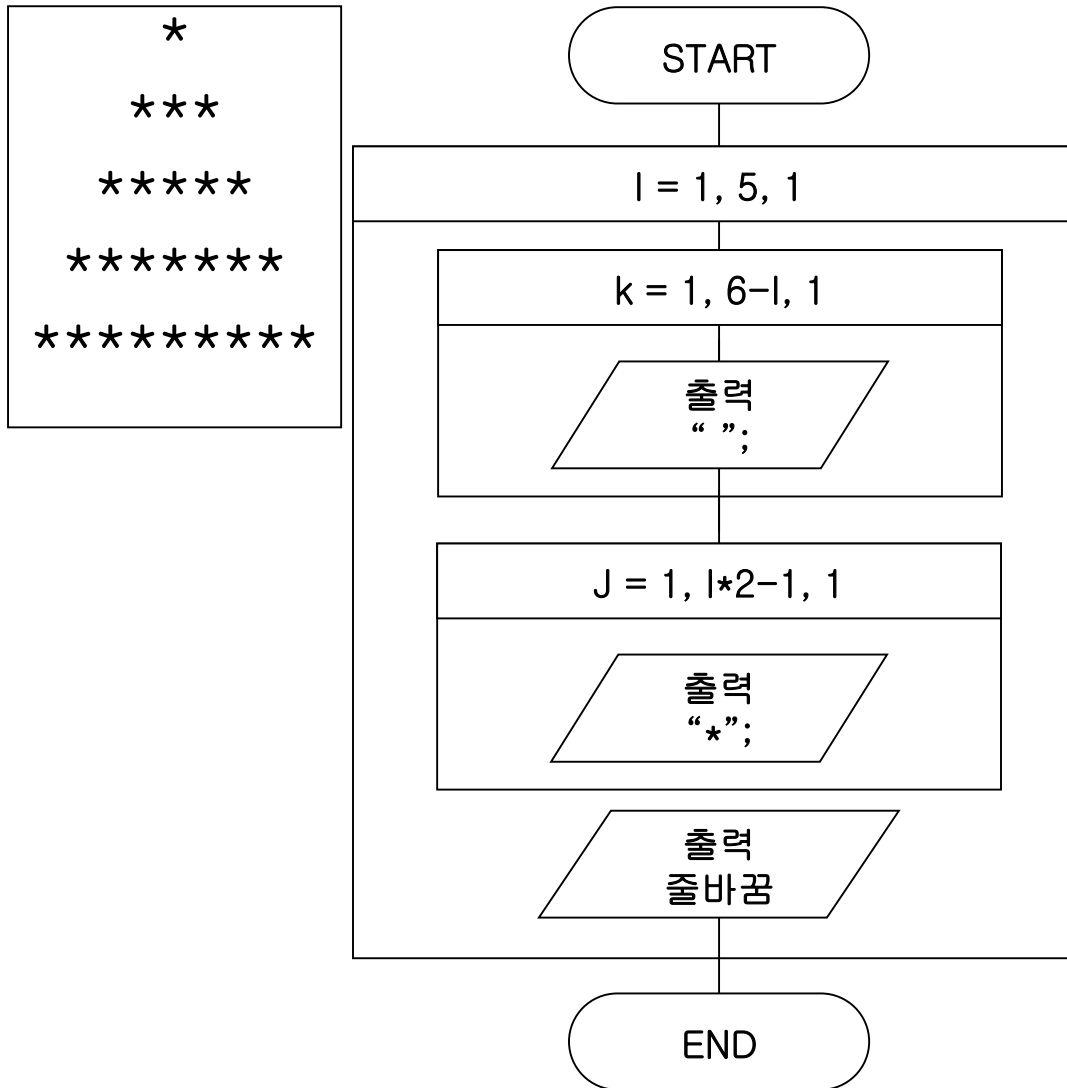 *
***
*****
*******
*********
START
I = 1, 5, 1
k = 1, 6-I, 1
출력
“ ”;
J = 1, I*2-1, 1
출력
“*”;
출력
줄바꿈
END